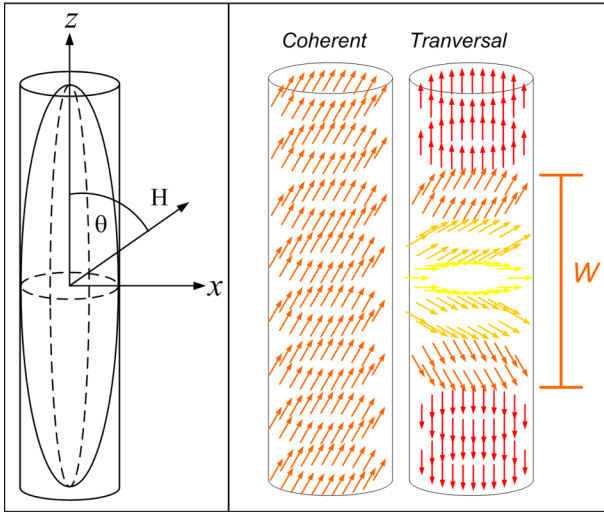 z
H
θ
x
Coherent
Tranversal
W